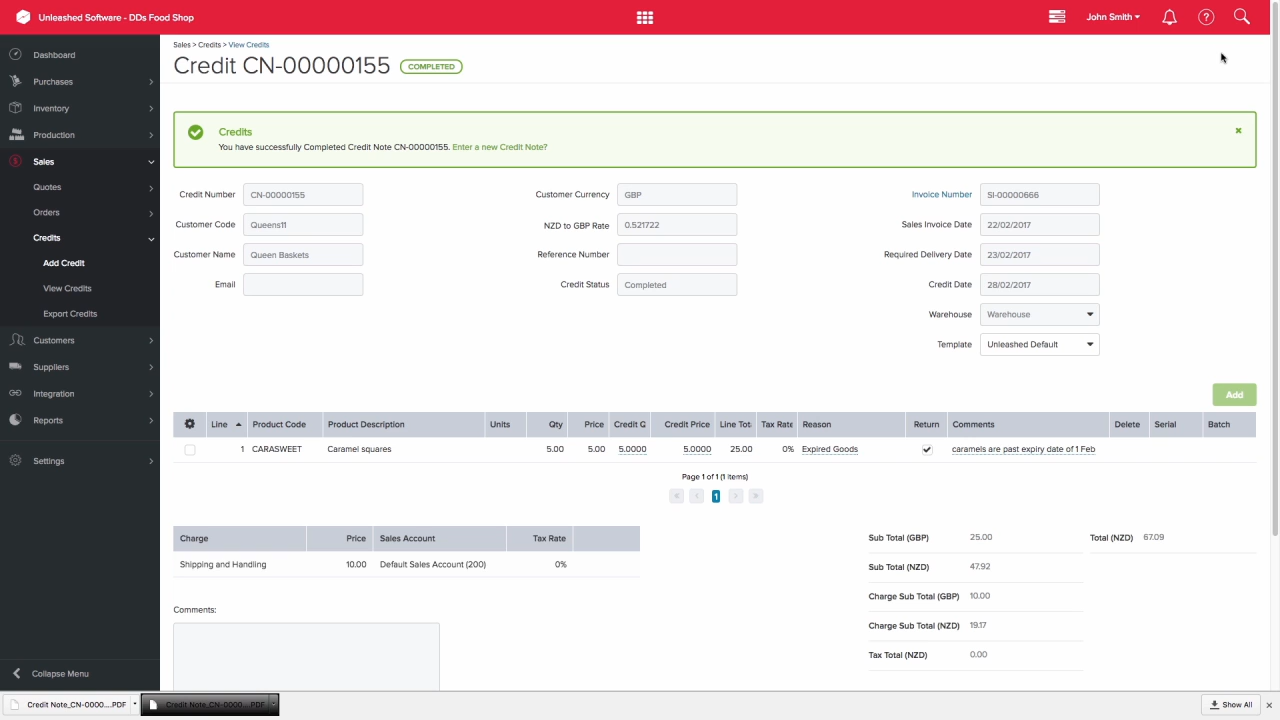 Unleashed Software - DDs Food Shop
John Smith
?
Dashboard
Purchases
Inventory
Production
Sales
Quotes
Orders
Credits
Add Credit
View Credits
Export Credits
Customers
Suppliers
Integration
Reports
Settings
Collapse Menu
Sales > Credits > View Credits
Credit CN-00000155 COMPLETED
Credits
You have successfully Completed Credit Note CN-00000155. Enter a new Credit Note?
Credit Number CN-00000155
Customer Code Queens11
Customer Name Queen Baskets
Email
Customer Currency GBP
NZD to GBP Rate 0.521722
Reference Number
Credit Status Completed
Invoice Number SI-00000666
Sales Invoice Date 22/02/2017
Required Delivery Date 23/02/2017
Credit Date 28/02/2017
Warehouse Warehouse
Template Unleashed Default
Add
Line Product Code Product Description Units Qty Price Credit Q Credit Price Line Tot Tax Rate Reason Return Comments Delete Serial Batch
1 CARASWEET Caramel squares 5.00 5.00 5.0000 5.0000 25.00 0% Expired Goods caramels are past expiry date of 1 Feb
Page 1 of 1 (1 items)
« ‹ 1 › »
Charge Price Sales Account Tax Rate
Shipping and Handling 10.00 Default Sales Account (200) 0%
Comments:
Sub Total (GBP) 25.00
Sub Total (NZD) 47.92
Charge Sub Total (GBP) 10.00
Charge Sub Total (NZD) 19.17
Tax Total (NZD) 0.00
Total (NZD) 67.09
Credit Note_CN-0000....PDF
Credit Note_CN-0000....PDF
Show All